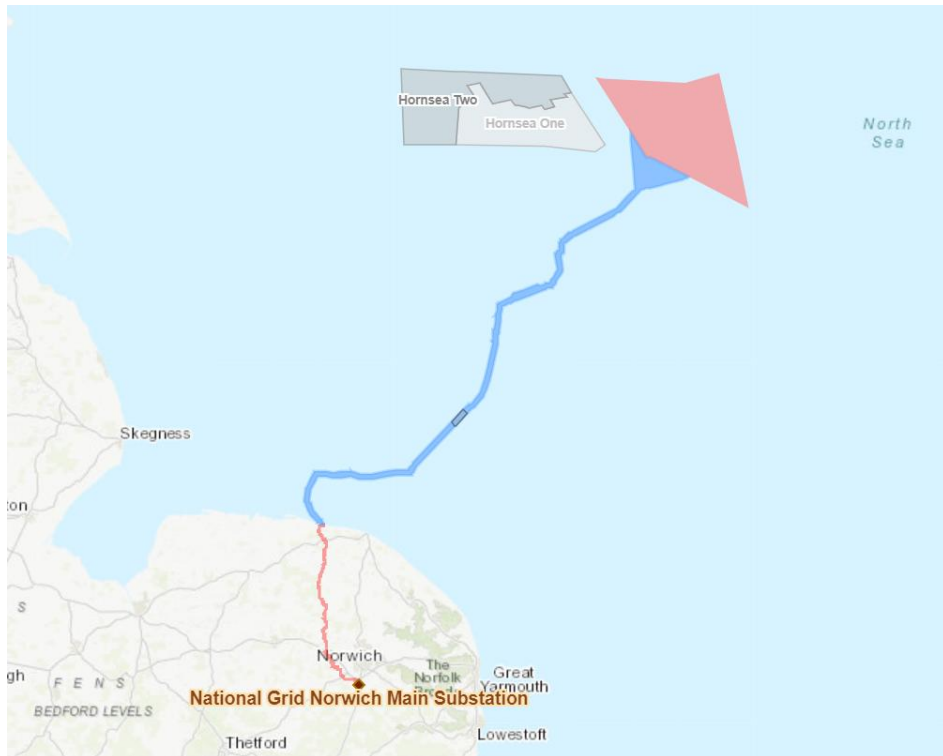 Hornsea Two
Hornsea One
North
Sea
Skegness
ton
S
Norwich
gh
F E N S
The
Norfolk
Great
Yarmouth
National Grid Norwich Main Substation
BEDFORD LEVELS
Lowestoft
Thetford